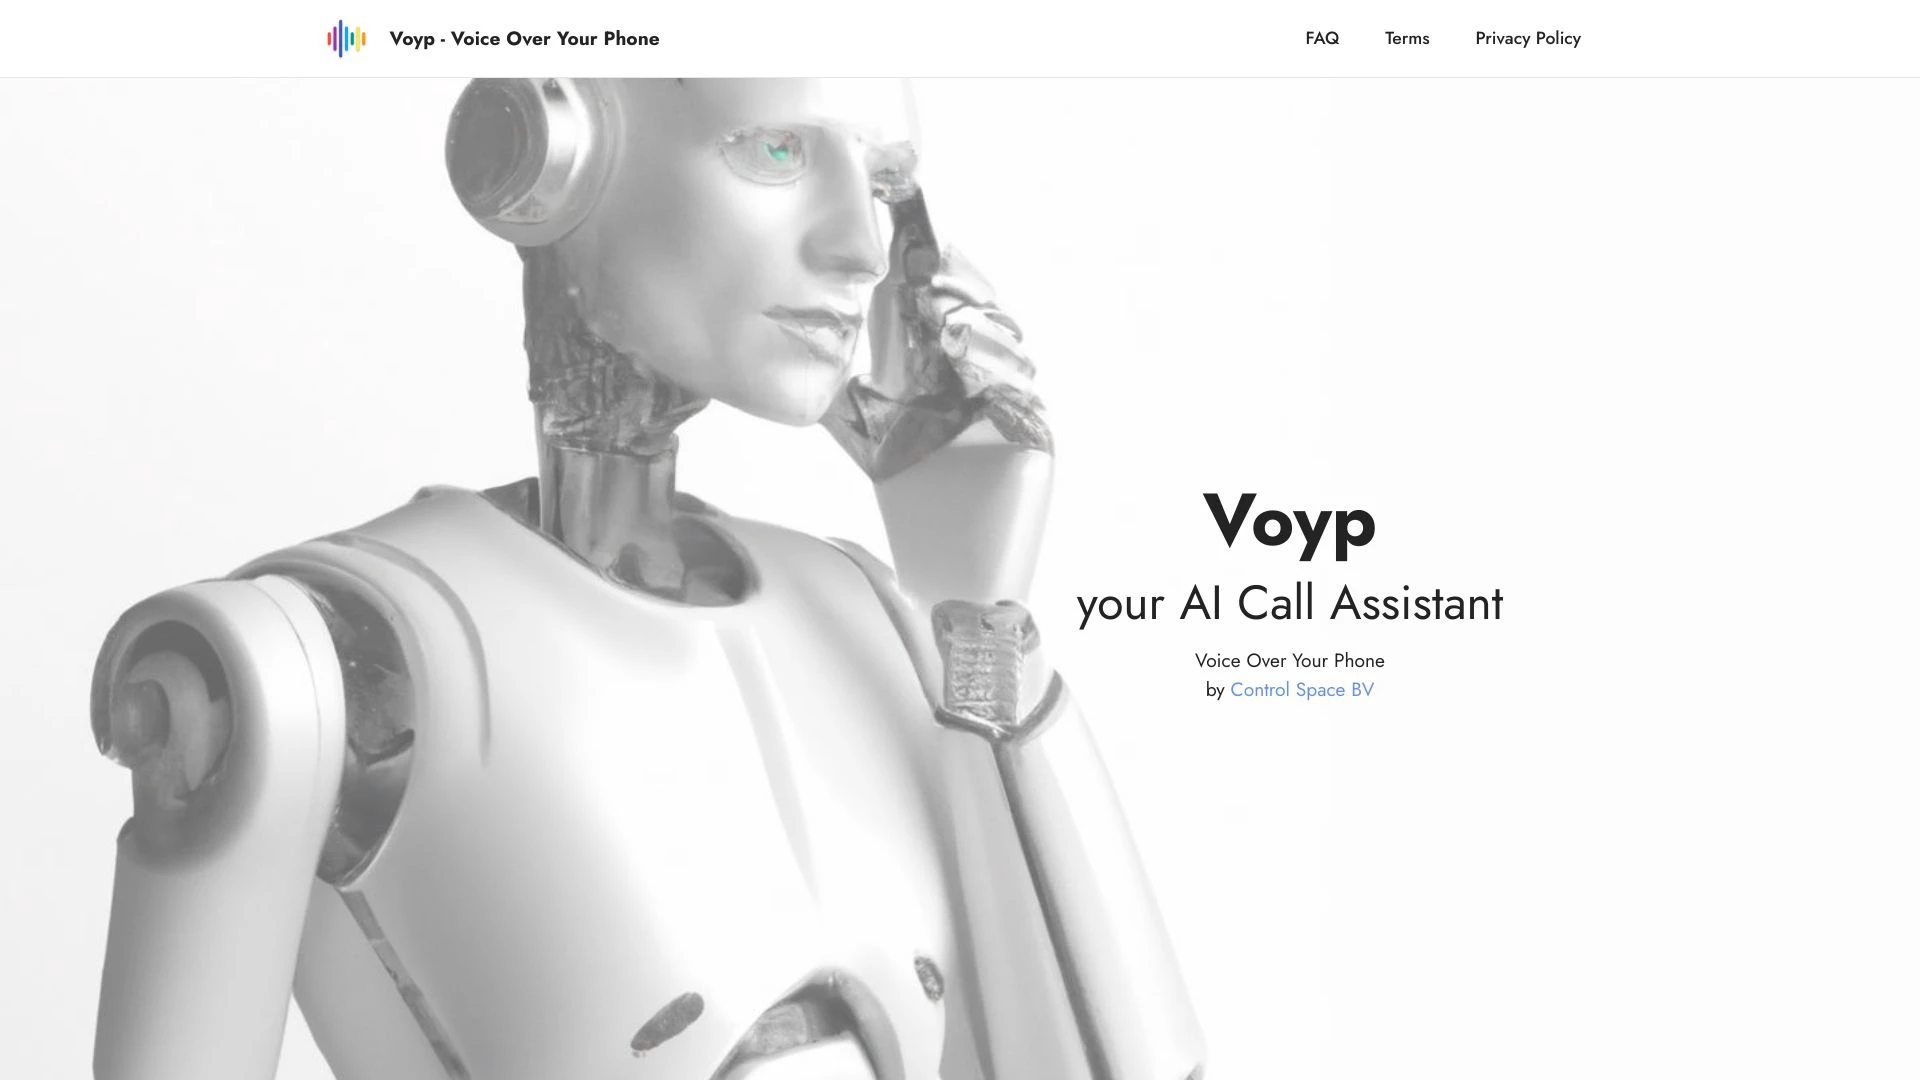 Voyp - Voice Over Your Phone
FAQ
Terms
Privacy Policy
Voyp
your AI Call Assistant
Voice Over Your Phone
by Control Space BV